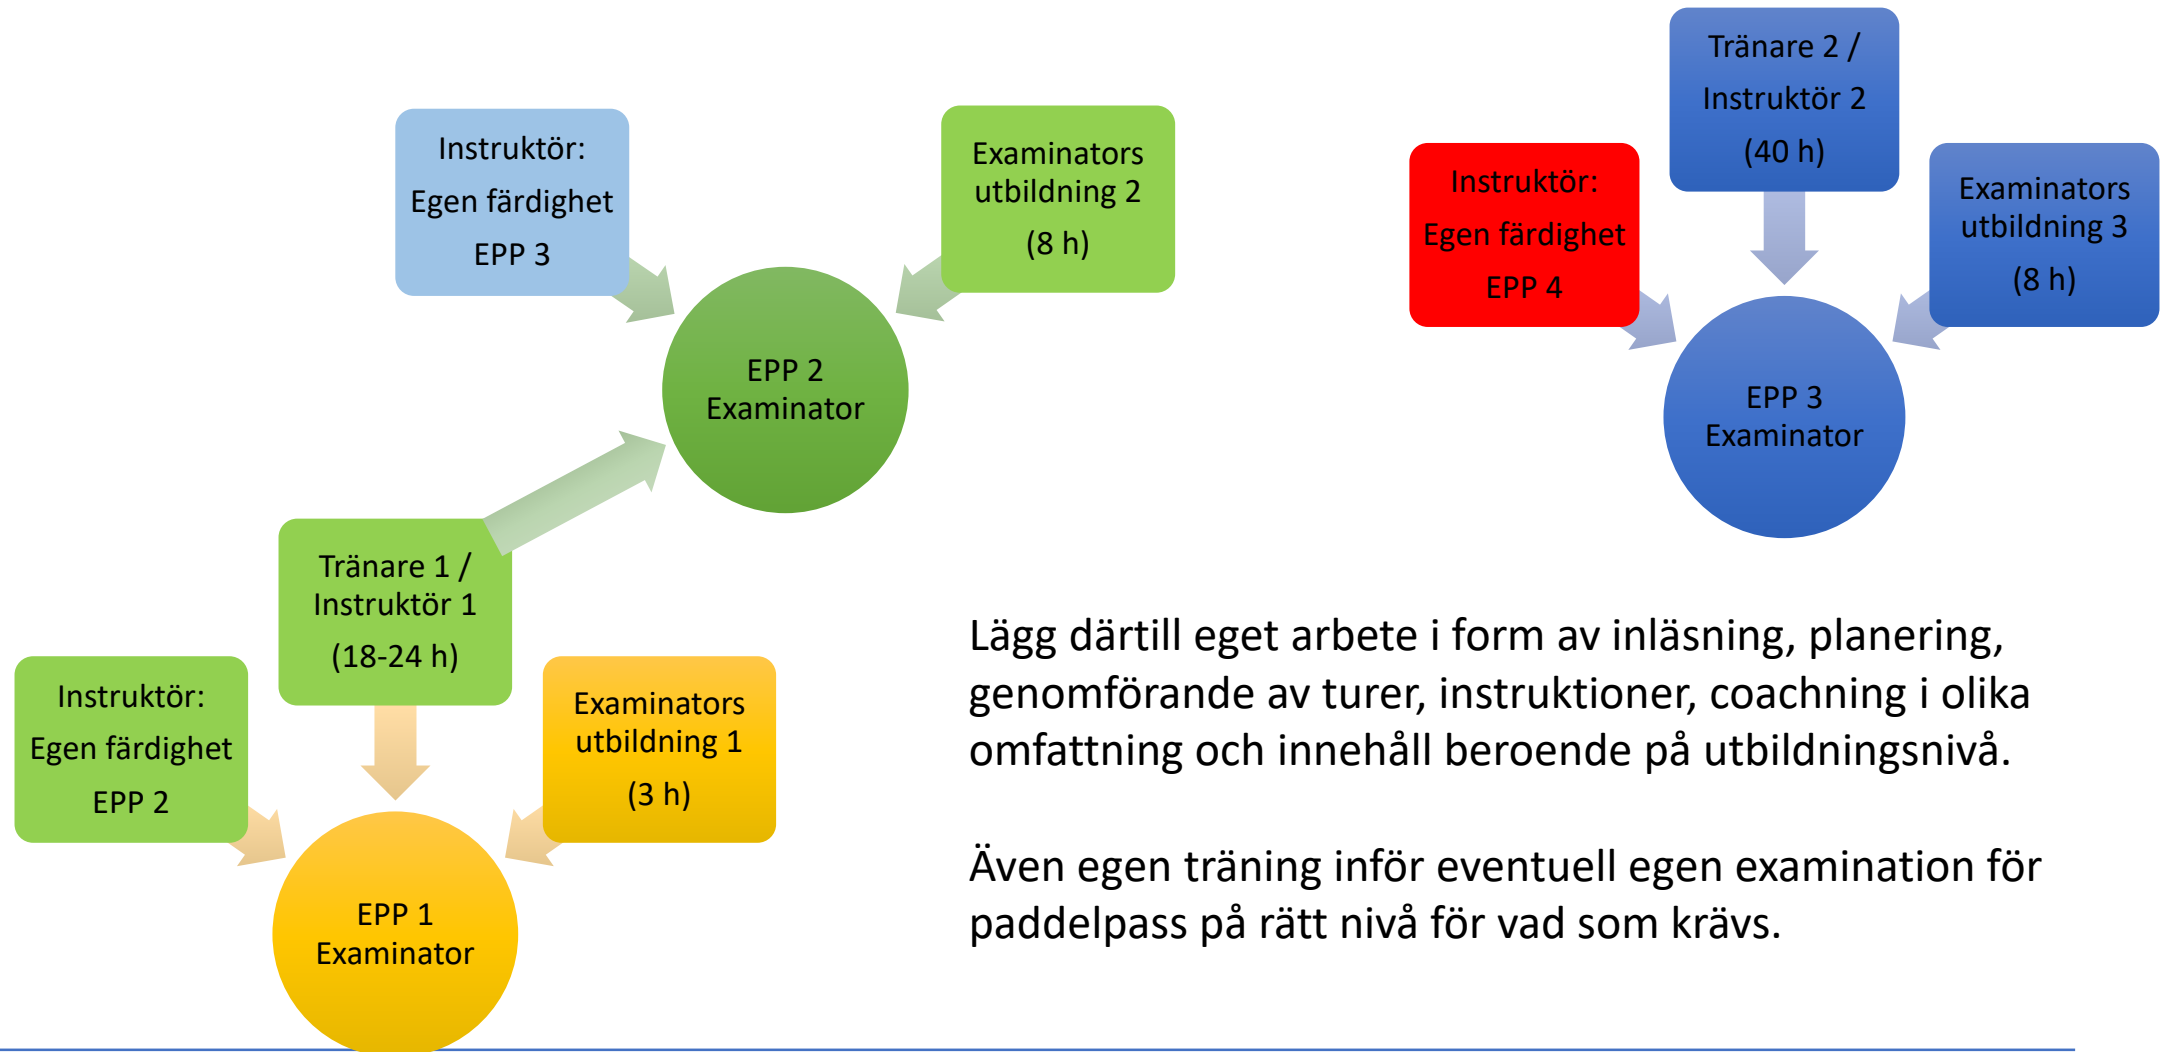 Instruktör:
Egen färdighet
EPP 3
Examinators
utbildning 2
(8 h)
EPP 2
Examinator
Tränare 1 /
Instruktör 1
(18-24 h)
Instruktör:
Egen färdighet
EPP 2
Examinators
utbildning 1
(3 h)
EPP 1
Examinator
Tränare 2 /
Instruktör 2
(40 h)
Instruktör:
Egen färdighet
EPP 4
Examinators
utbildning 3
(8 h)
EPP 3
Examinator
Lägg därtill eget arbete i form av inläsning, planering,
genomförande av turer, instruktioner, coachning i olika
omfattning och innehåll beroende på utbildningsnivå.
Även egen träning inför eventuell egen examination för
paddelpass på rätt nivå för vad som krävs.